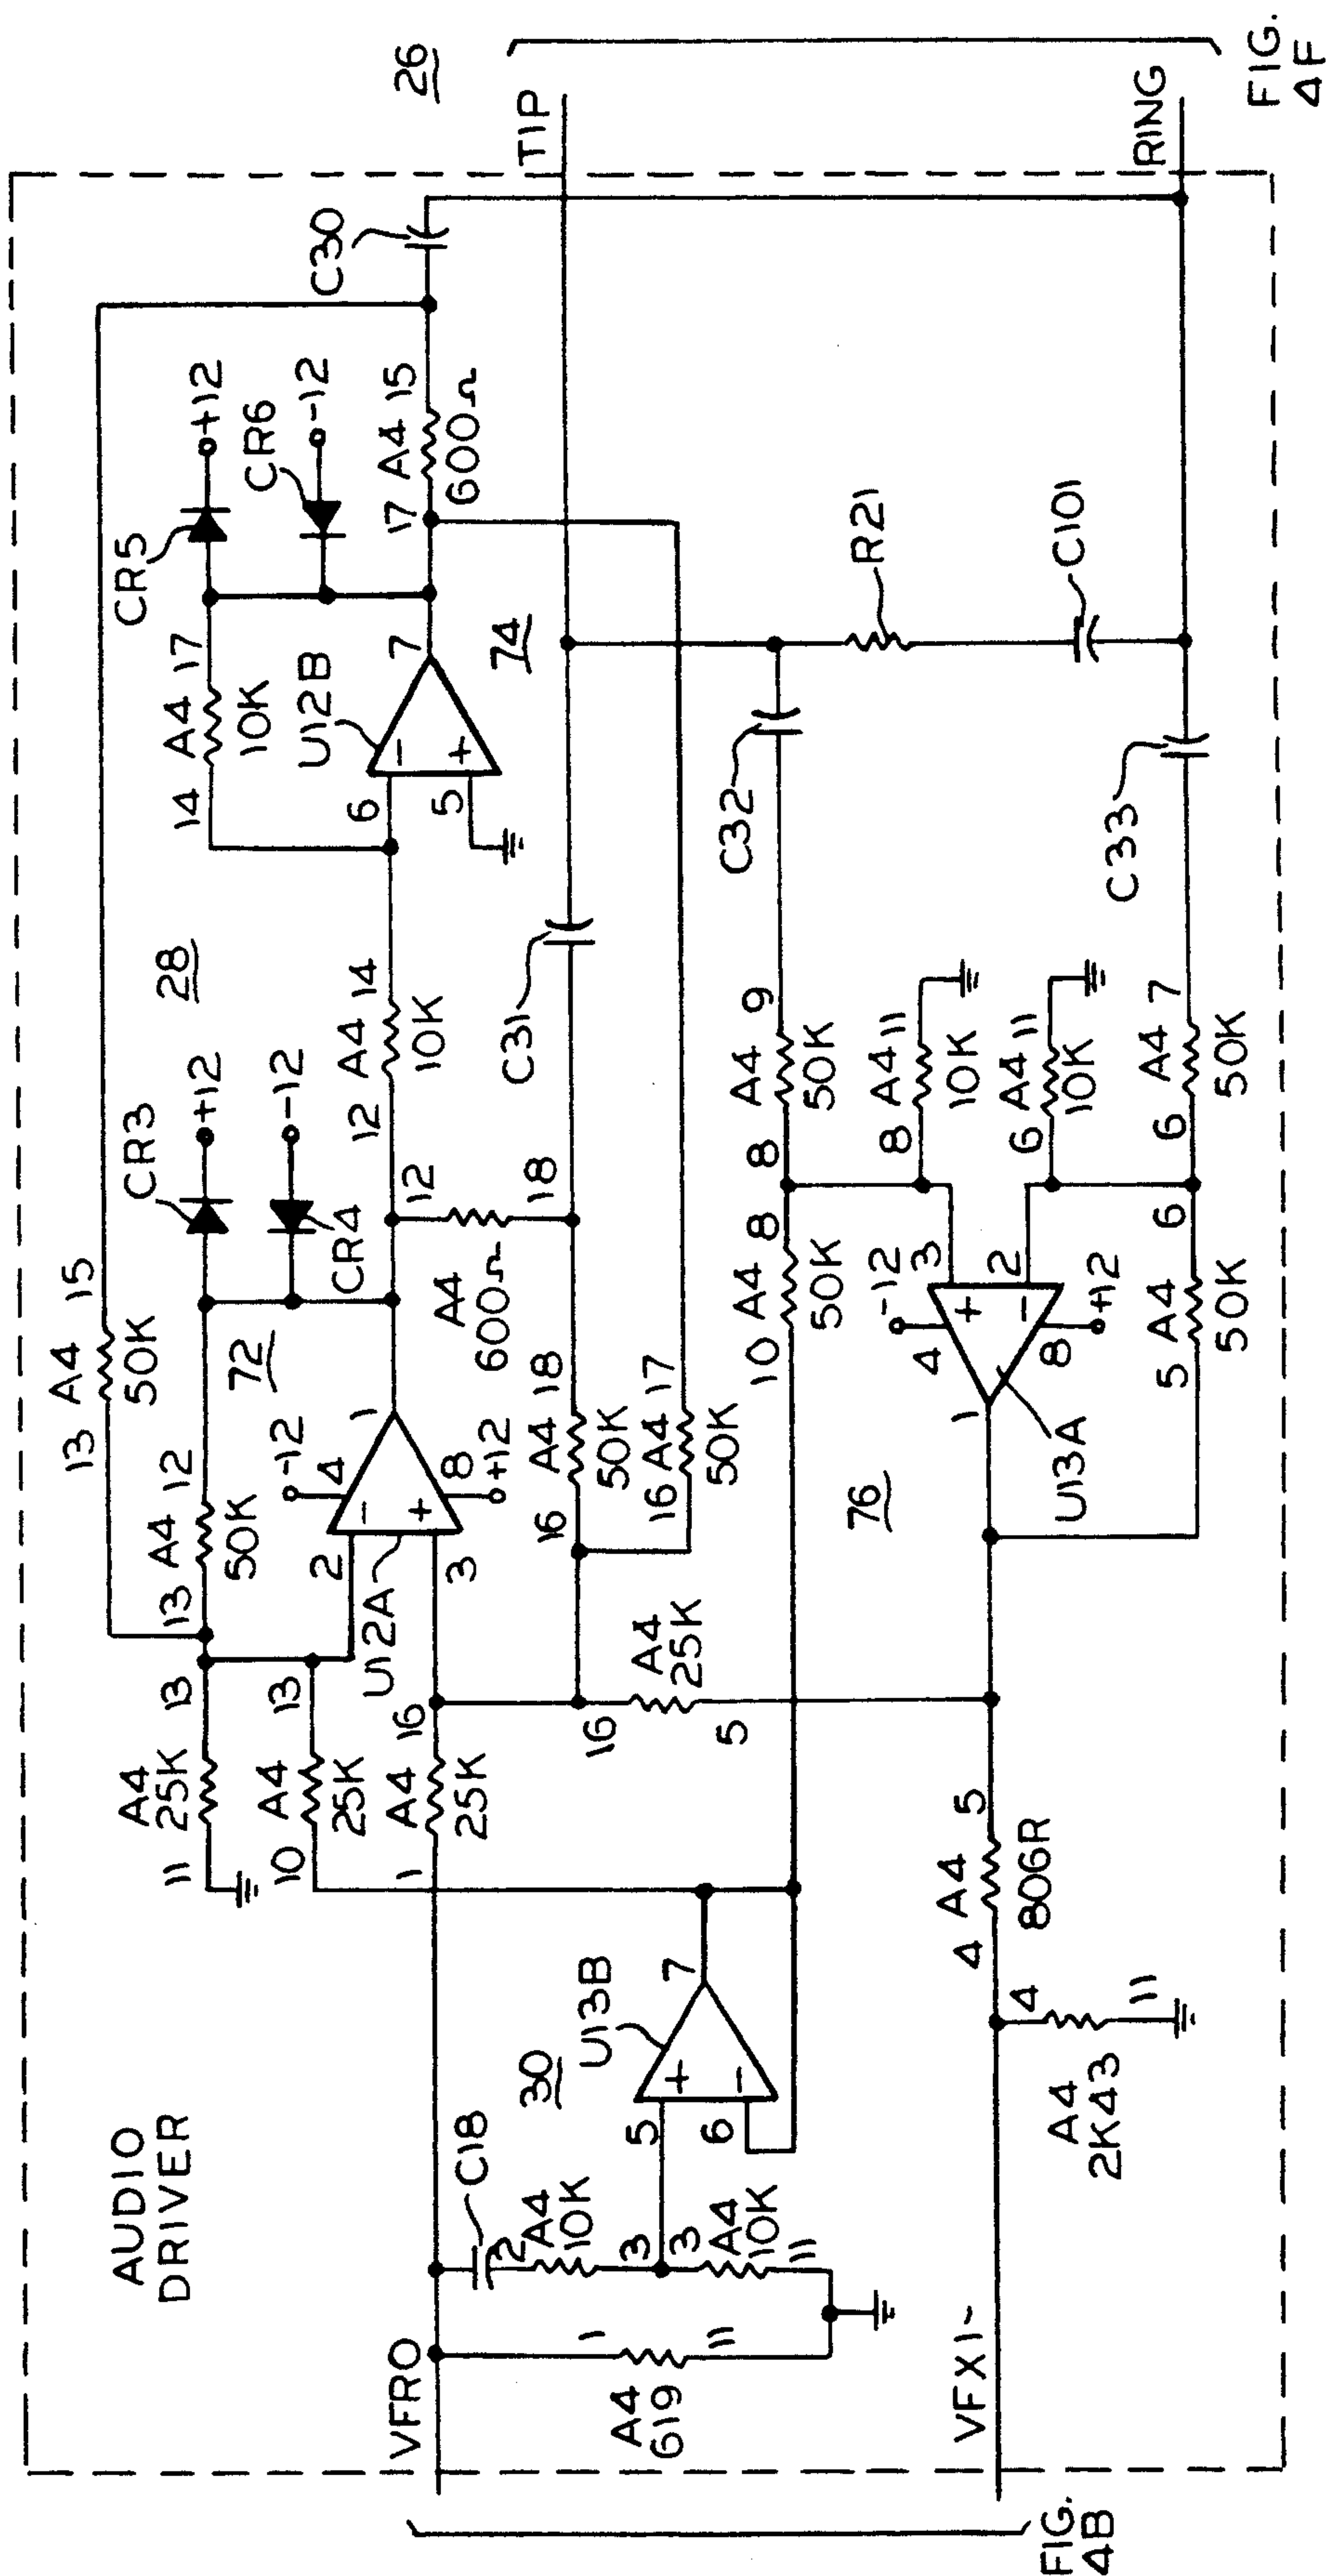 AUDIO
DRIVER
FIG.
4B
VFRO
VFX1-
A4
619
1
11
C18
2
A4
10K
3
3
A4
10K
11
30
U13B
5
6
7
A4
2K43
4
11
4
A4
5
806R
11
A4
25K
13
10
A4
25K
13
1
A4
25K
16
16
A4
25K
5
13
A4
50K
15
13
A4
50K
12
72
CR3
+12
CR4
-12
U12A
2
3
-12
4
8
+12
1
A4
600Ω
12
18
16
A4
50K
18
16
A4
50K
17
28
12
A4
10K
14
C31
14
A4
10K
17
U12B
6
5
7
74
CR5
+12
CR6
-12
17
A4
15
600Ω
C30
26
TIP
RING
FIG.
4F
10
A4
50K
8
8
A4
50K
9
C32
8
A4
10K
11
6
A4
10K
11
6
A4
50K
7
C33
5
A4
50K
6
76
U13A
1
-12
4
3
2
8
+12
R21
C101